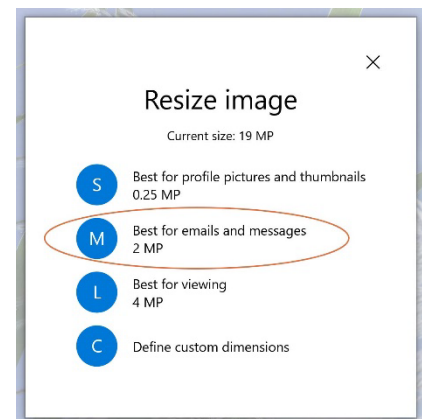 Resize image
Current size: 19 MP
S
Best for profile pictures and thumbnails
0.25 MP
M
Best for emails and messages
2 MP
L
Best for viewing
4 MP
C
Define custom dimensions